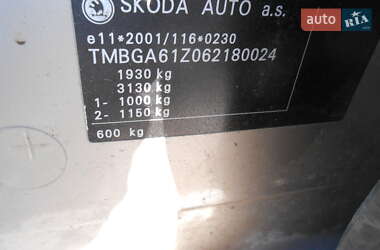 auto RIA.com
SKODA AUTO a.s.
e11*2001/116*0230
TMBGA61Z062180024
1930 kg
3130 kg
1- 1000 kg
2- 1150 kg
600 kg